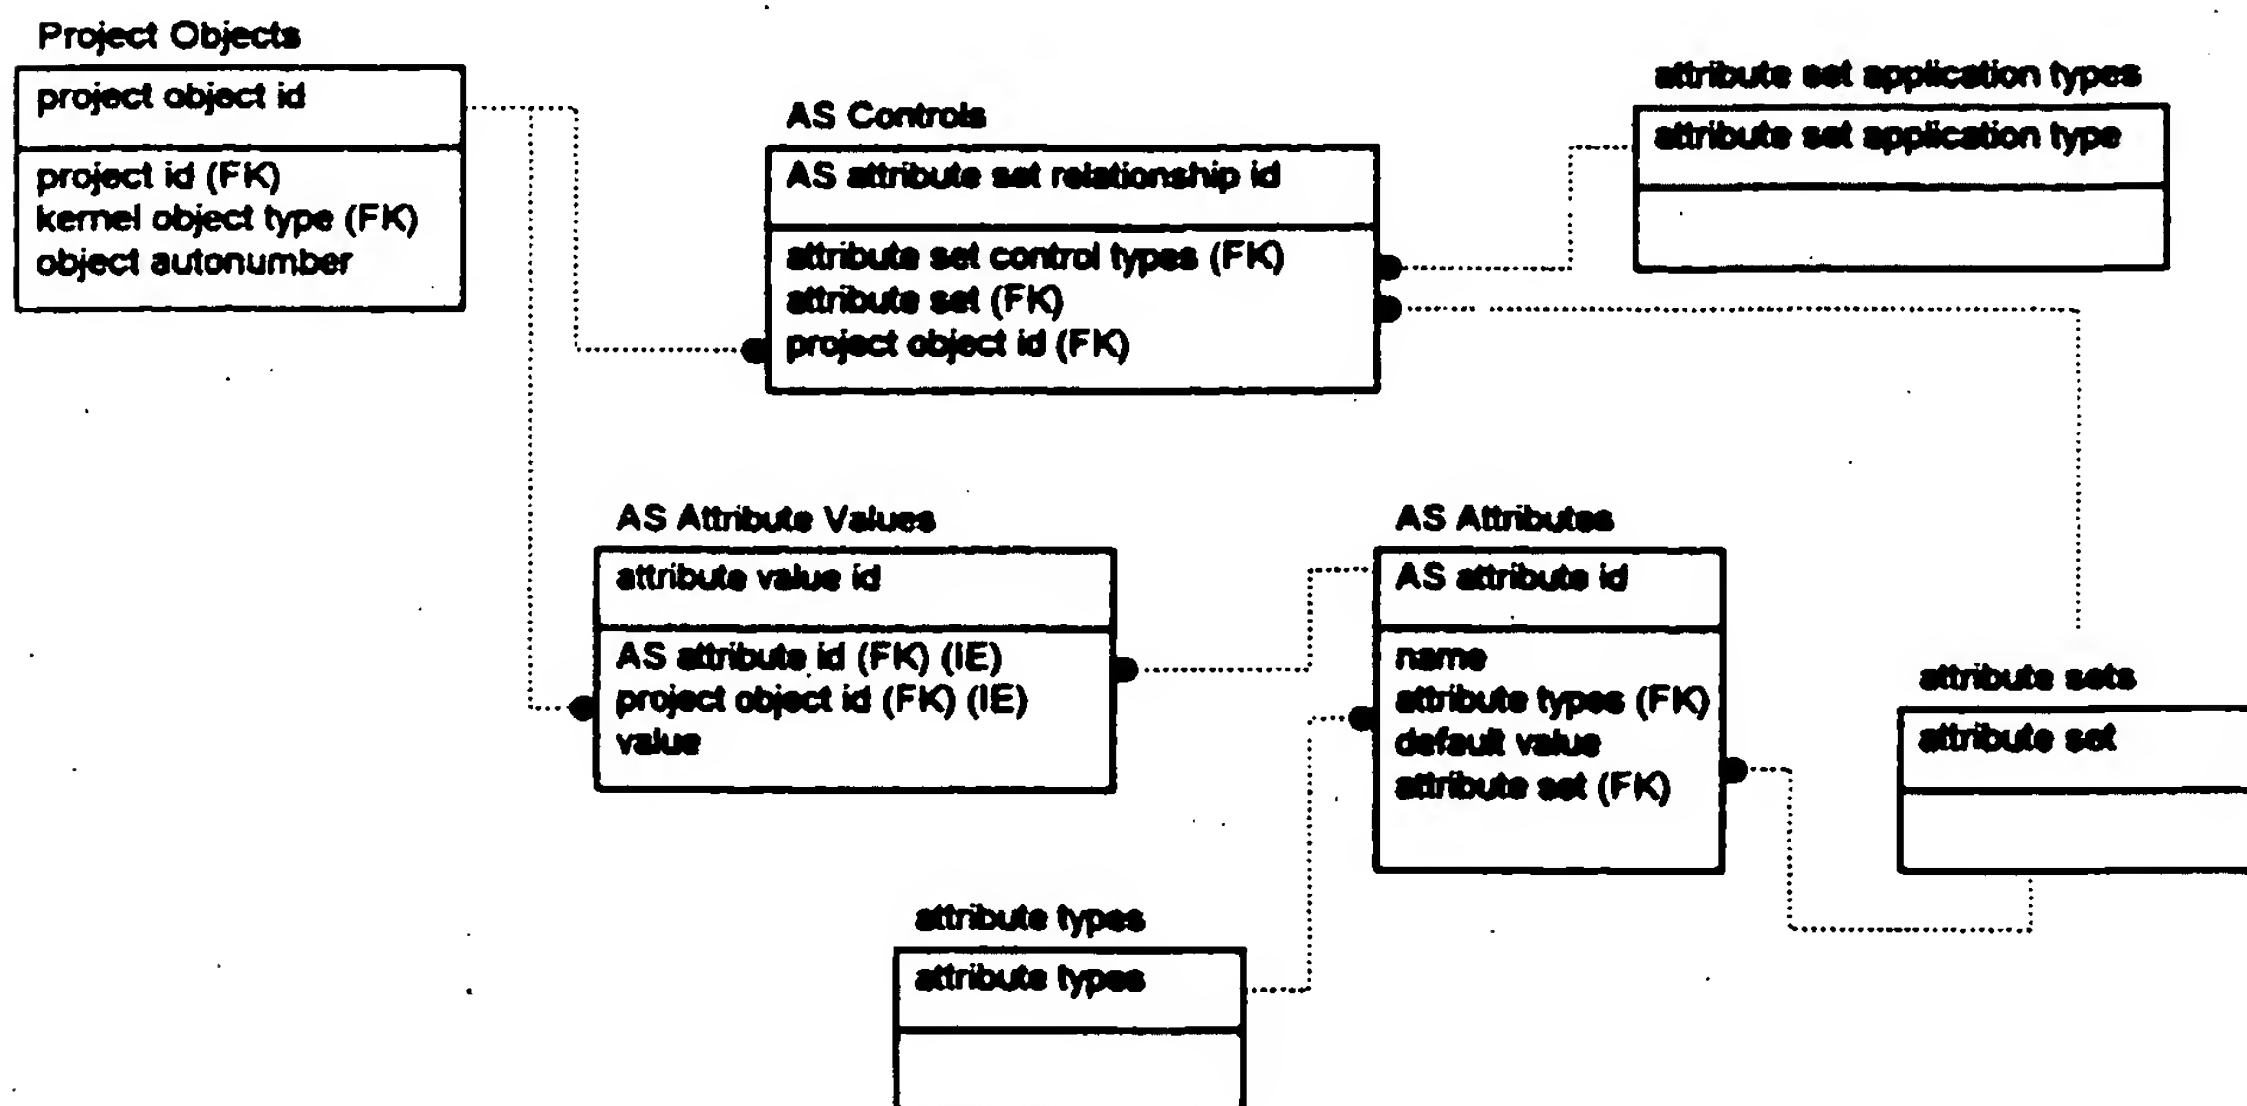 Project Objects
project object id
project id (FK)
kernel object type (FK)
object autonumber
AS Controls
AS attribute set relationship id
attribute set control types (FK)
attribute set (FK)
project object id (FK)
attribute set application types
attribute set application type
AS Attribute Values
attribute value id
AS attribute id (FK) (IE)
project object id (FK) (IE)
value
AS Attributes
AS attribute id
name
attribute types (FK)
default value
attribute set (FK)
attribute sets
attribute set
attribute types
attribute types